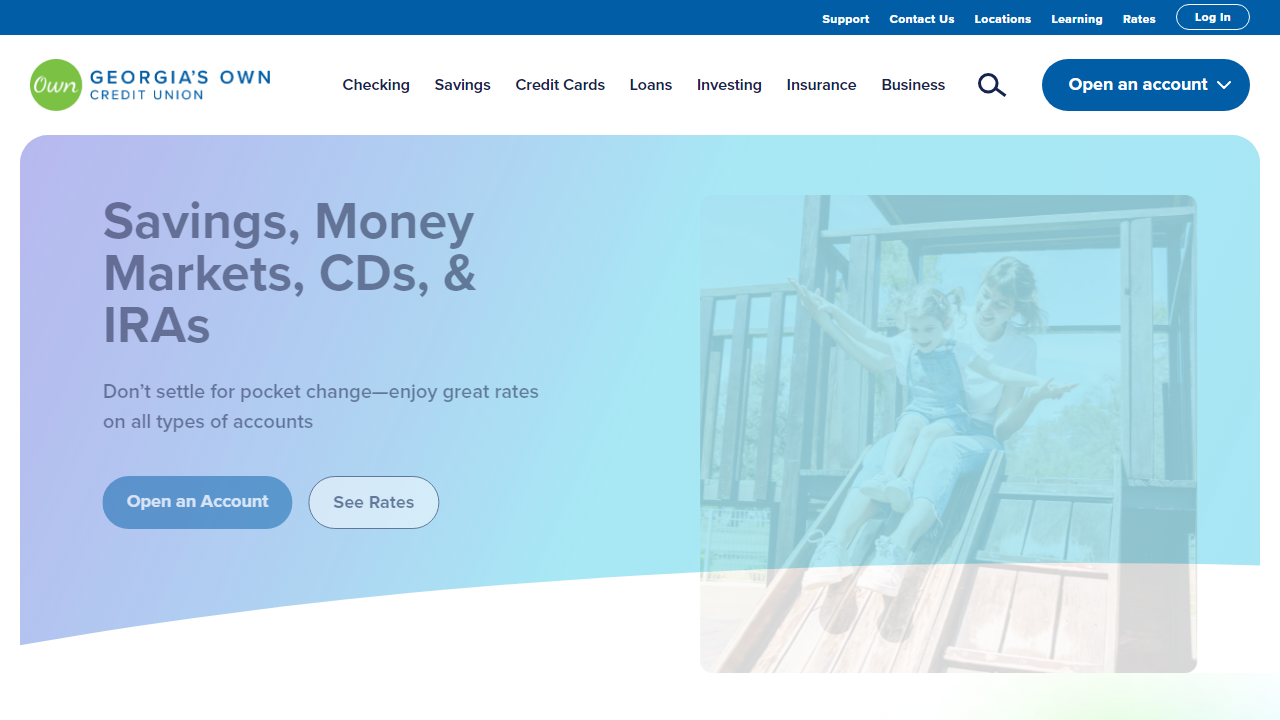 Support Contact Us Locations Learning Rates Log In
Own GEORGIA'S OWN
CREDIT UNION
Checking Savings Credit Cards Loans Investing Insurance Business Open an account
Savings, Money
Markets, CDs, &
IRAs
Don't settle for pocket change—enjoy great rates
on all types of accounts
Open an Account See Rates